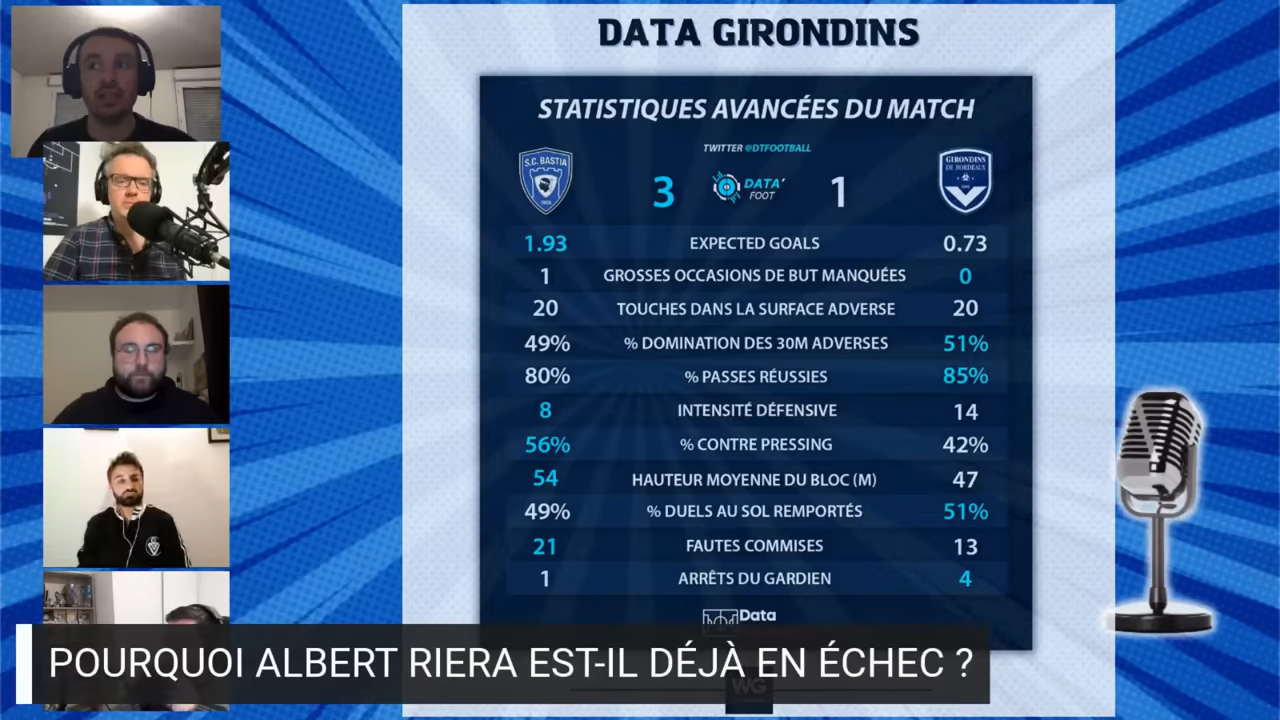 DATA GIRONDINS
STATISTIQUES AVANCÉES DU MATCH
TWITTER @DTFOOTBALL
S.C. BASTIA
1905
3
DATA'
FOOT
1
GIRONDINS
DE BORDEAUX
1.93 EXPECTED GOALS 0.73
1 GROSSES OCCASIONS DE BUT MANQUÉES 0
20 TOUCHES DANS LA SURFACE ADVERSE 20
49% % DOMINATION DES 30M ADVERSES 51%
80% % PASSES RÉUSSIES 85%
8 INTENSITÉ DÉFENSIVE 14
56% % CONTRE PRESSING 42%
54 HAUTEUR MOYENNE DU BLOC (M) 47
49% % DUELS AU SOL REMPORTÉS 51%
21 FAUTES COMMISES 13
1 ARRÊTS DU GARDIEN 4
Data
POURQUOI ALBERT RIERA EST-IL DÉJÀ EN ÉCHEC ?
WG